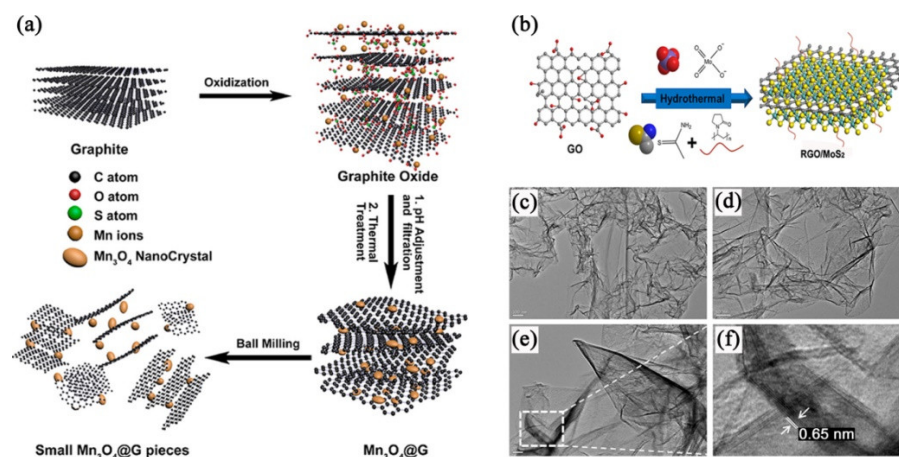 (a)
Graphite
Oxidization
Graphite Oxide
C atom
O atom
S atom
Mn ions
Mn₃O₄ NanoCrystal
1. pH Adjustment
and filtration
2. Thermal
Treatment
Ball Milling
Small Mn₃O₄@G pieces
Mn₃O₄@G
(b)
GO
Hydrothermal
RGO/MoS₂
(c)
(d)
(e)
(f)
0.65 nm